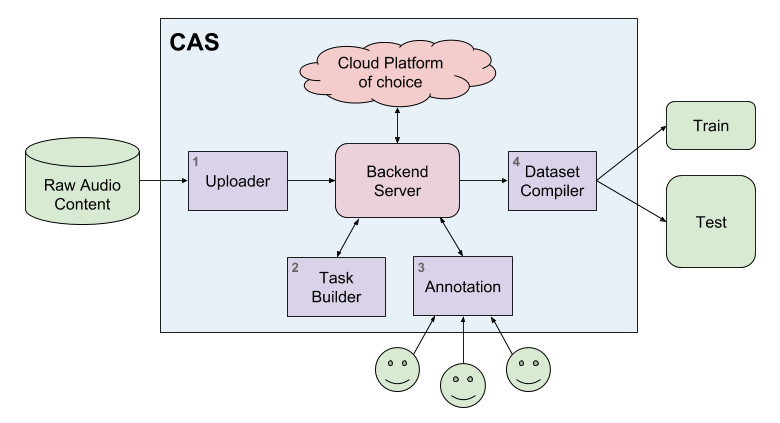 CAS
Cloud Platform
of choice
Raw Audio
Content
1
Uploader
Backend
Server
4
Dataset
Compiler
Train
Test
2
Task
Builder
3
Annotation